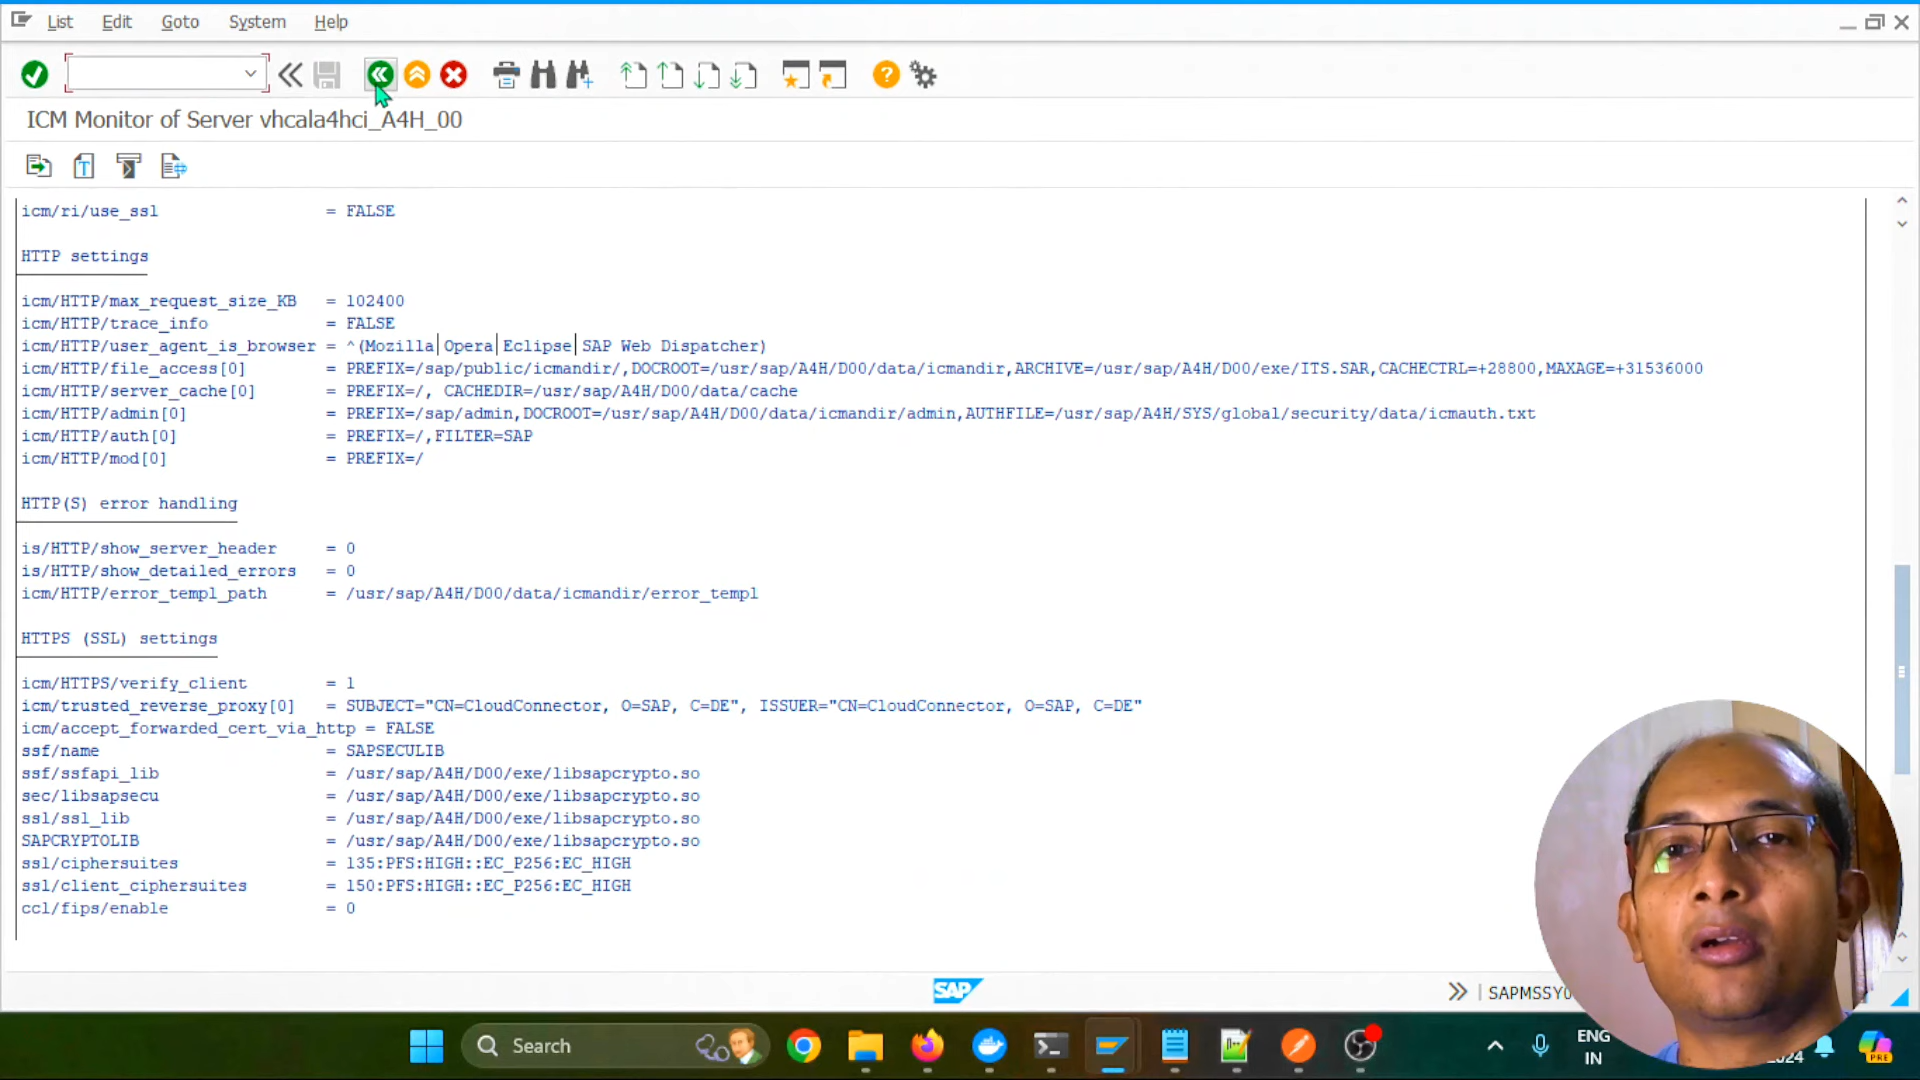 List Edit Goto System Help
ICM Monitor of Server vhcala4hci_A4H_00
icm/ri/use_ssl = FALSE
HTTP settings
icm/HTTP/max_request_size_KB = 102400
icm/HTTP/trace_info = FALSE
icm/HTTP/user_agent_is_browser = ^(Mozilla|Opera|Eclipse|SAP Web Dispatcher)
icm/HTTP/file_access[0] = PREFIX=/sap/public/icmandir/,DOCROOT=/usr/sap/A4H/D00/data/icmandir,ARCHIVE=/usr/sap/A4H/D00/exe/ITS.SAR,CACHECTRL=+28800,MAXAGE=+31536000
icm/HTTP/server_cache[0] = PREFIX=/, CACHEDIR=/usr/sap/A4H/D00/data/cache
icm/HTTP/admin[0] = PREFIX=/sap/admin,DOCROOT=/usr/sap/A4H/D00/data/icmandir/admin,AUTHFILE=/usr/sap/A4H/SYS/global/security/data/icmauth.txt
icm/HTTP/auth[0] = PREFIX=/,FILTER=SAP
icm/HTTP/mod[0] = PREFIX=/
HTTP(S) error handling
is/HTTP/show_server_header = 0
is/HTTP/show_detailed_errors = 0
icm/HTTP/error_templ_path = /usr/sap/A4H/D00/data/icmandir/error_templ
HTTPS (SSL) settings
icm/HTTPS/verify_client = 1
icm/trusted_reverse_proxy[0] = SUBJECT="CN=CloudConnector, O=SAP, C=DE", ISSUER="CN=CloudConnector, O=SAP, C=DE"
icm/accept_forwarded_cert_via_http = FALSE
ssf/name = SAPSECULIB
ssf/ssfapi_lib = /usr/sap/A4H/D00/exe/libsapcrypto.so
sec/libsapsecu = /usr/sap/A4H/D00/exe/libsapcrypto.so
ssl/ssl_lib = /usr/sap/A4H/D00/exe/libsapcrypto.so
SAPCRYPTOLIB = /usr/sap/A4H/D00/exe/libsapcrypto.so
ssl/ciphersuites = 135:PFS:HIGH::EC_P256:EC_HIGH
ssl/client_ciphersuites = 150:PFS:HIGH::EC_P256:EC_HIGH
ccl/fips/enable = 0
SAP
Search
ENG
IN
PRE